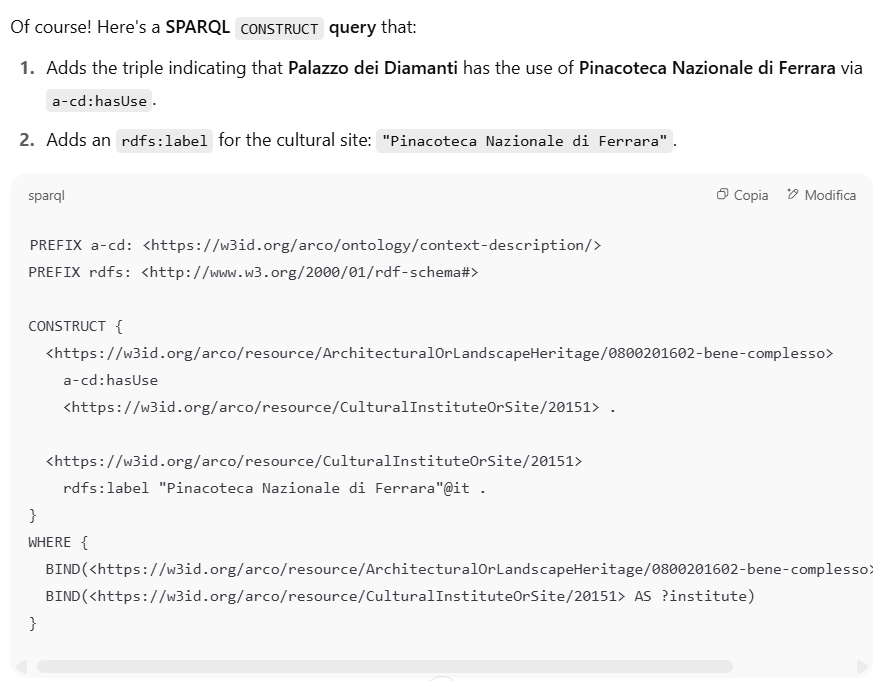 Of course! Here's a SPARQL CONSTRUCT query that:
1. Adds the triple indicating that Palazzo dei Diamanti has the use of Pinacoteca Nazionale di Ferrara via
a-cd:hasUse.
2. Adds an rdfs:label for the cultural site: "Pinacoteca Nazionale di Ferrara".
sparql Copia Modifica
PREFIX a-cd: <https://w3id.org/arco/ontology/context-description/>
PREFIX rdfs: <http://www.w3.org/2000/01/rdf-schema#>
CONSTRUCT {
<https://w3id.org/arco/resource/ArchitecturalOrLandscapeHeritage/0800201602-bene-complesso>
a-cd:hasUse
<https://w3id.org/arco/resource/CulturalInstituteOrSite/20151> .
<https://w3id.org/arco/resource/CulturalInstituteOrSite/20151>
rdfs:label "Pinacoteca Nazionale di Ferrara"@it .
}
WHERE {
BIND(<https://w3id.org/arco/resource/ArchitecturalOrLandscapeHeritage/0800201602-bene-complesso>
BIND(<https://w3id.org/arco/resource/CulturalInstituteOrSite/20151> AS ?institute)
}